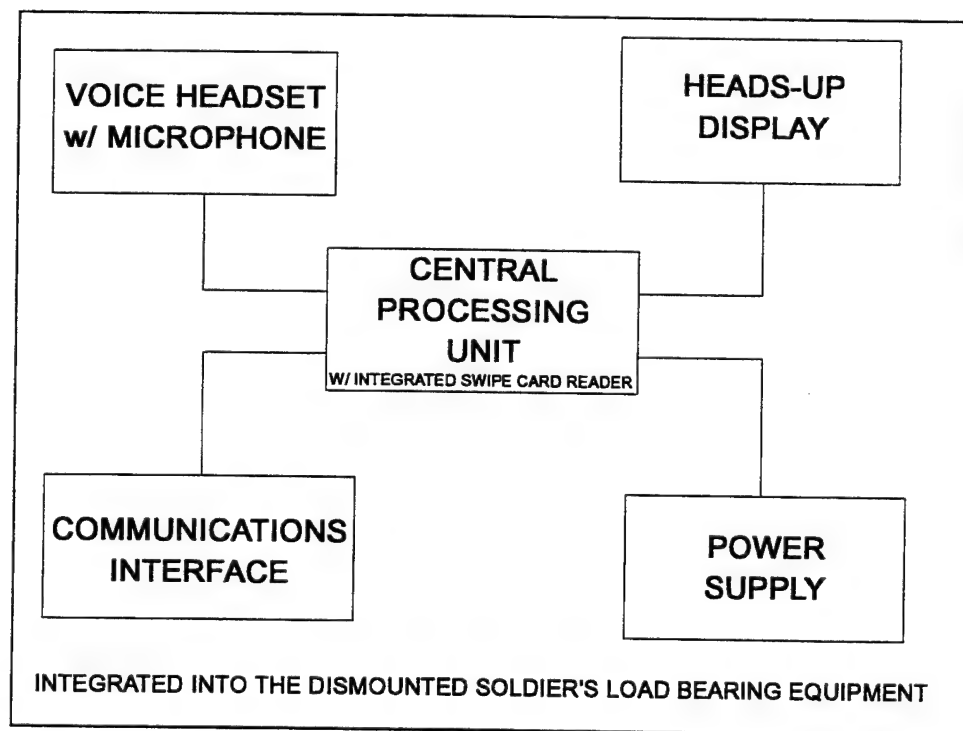 VOICE HEADSET
w/ MICROPHONE
HEADS-UP
DISPLAY
CENTRAL
PROCESSING
UNIT
W/ INTEGRATED SWIPE CARD READER
COMMUNICATIONS
INTERFACE
POWER
SUPPLY
INTEGRATED INTO THE DISMOUNTED SOLDIER'S LOAD BEARING EQUIPMENT